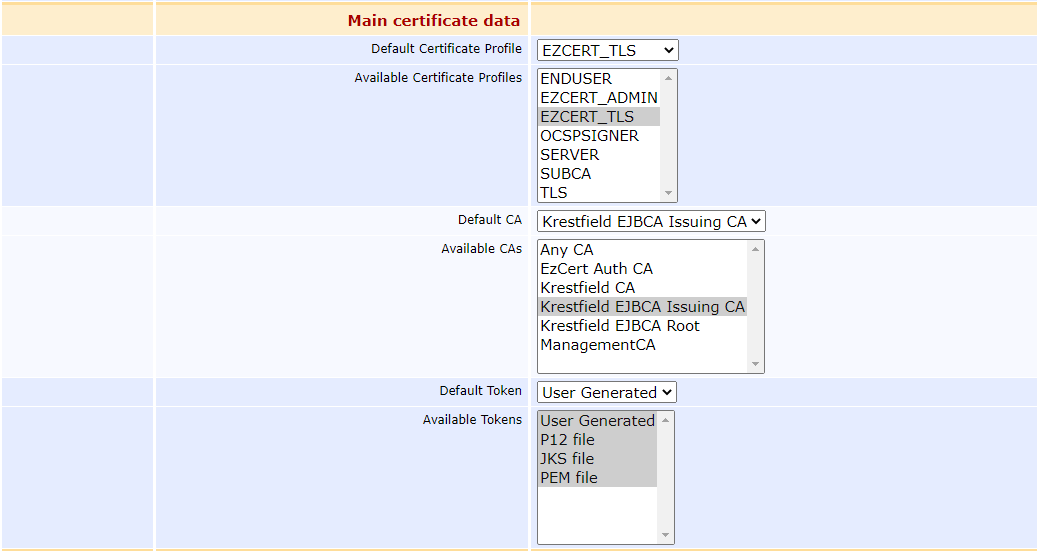 Main certificate data
Default Certificate Profile EZCERT_TLS
Available Certificate Profiles ENDUSER
EZCERT_ADMIN
EZCERT_TLS
OCSPSIGNER
SERVER
SUBCA
TLS
Default CA Krestfield EJBCA Issuing CA
Available CAs Any CA
EzCert Auth CA
Krestfield CA
Krestfield EJBCA Issuing CA
Krestfield EJBCA Root
ManagementCA
Default Token User Generated
Available Tokens User Generated
P12 file
JKS file
PEM file